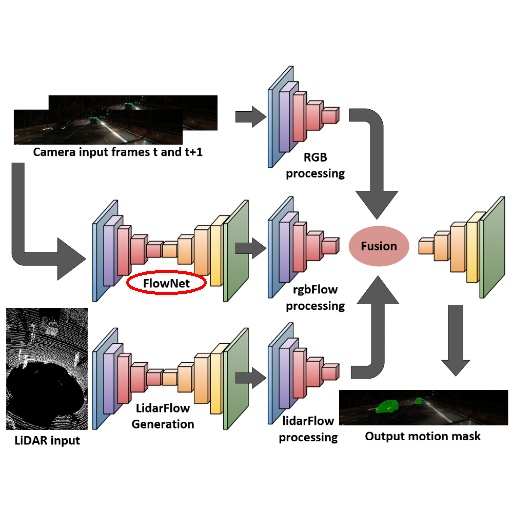 Camera input frames t and t+1
RGB
processing
Fusion
FlowNet
rgbFlow
processing
LiDAR input
LidarFlow
Generation
lidarFlow
processing
Output motion mask